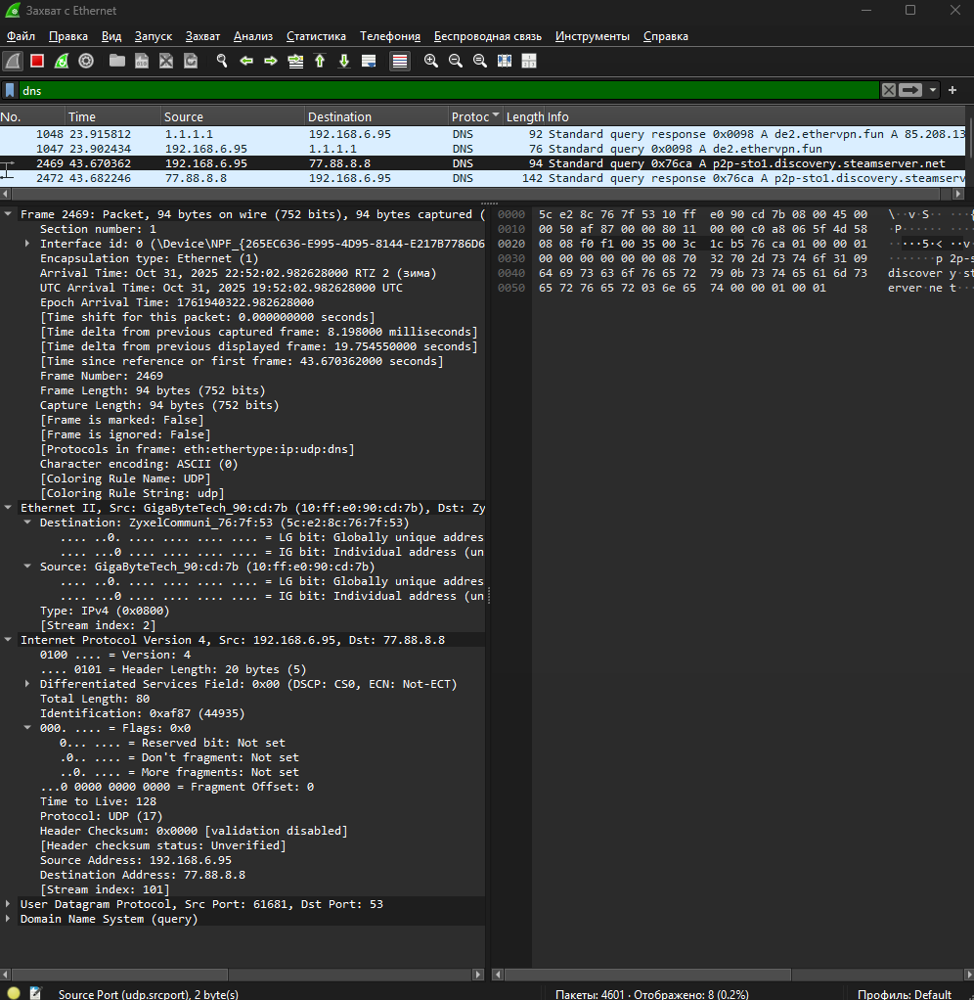 Захват с Ethernet
Файл Правка Вид Запуск Захват Анализ Статистика Телефония Беспроводная связь Инструменты Справка
dns
No. Time Source Destination Protoc Length Info
1048 23.915812 1.1.1.1 192.168.6.95 DNS 92 Standard query response 0x0098 A de2.ethervpn.fun A 85.208.13
1047 23.902434 192.168.6.95 1.1.1.1 DNS 76 Standard query 0x0098 A de2.ethervpn.fun
2469 43.670362 192.168.6.95 77.88.8.8 DNS 94 Standard query 0x76ca A p2p-sto1.discovery.steamserver.net
2472 43.682246 77.88.8.8 192.168.6.95 DNS 142 Standard query response 0x76ca A p2p-sto1.discovery.steamserv
Frame 2469: Packet, 94 bytes on wire (752 bits), 94 bytes captured (
Section number: 1
Interface id: 0 (\Device\NPF_{265EC636-E995-4D95-8144-E217B7786D6
Encapsulation type: Ethernet (1)
Arrival Time: Oct 31, 2025 22:52:02.982628000 RTZ 2 (зима)
UTC Arrival Time: Oct 31, 2025 19:52:02.982628000 UTC
Epoch Arrival Time: 1761940322.982628000
[Time shift for this packet: 0.000000000 seconds]
[Time delta from previous captured frame: 8.198000 milliseconds]
[Time delta from previous displayed frame: 19.754550000 seconds]
[Time since reference or first frame: 43.670362000 seconds]
Frame Number: 2469
Frame Length: 94 bytes (752 bits)
Capture Length: 94 bytes (752 bits)
[Frame is marked: False]
[Frame is ignored: False]
[Protocols in frame: eth:ethertype:ip:udp:dns]
Character encoding: ASCII (0)
[Coloring Rule Name: UDP]
[Coloring Rule String: udp]
Ethernet II, Src: GigaByteTech_90:cd:7b (10:ff:e0:90:cd:7b), Dst: Zy
Destination: ZyxelCommuni_76:7f:53 (5c:e2:8c:76:7f:53)
.... ..0. .... .... .... .... = LG bit: Globally unique addres
.... ...0 .... .... .... .... = IG bit: Individual address (un
Source: GigaByteTech_90:cd:7b (10:ff:e0:90:cd:7b)
.... ..0. .... .... .... .... = LG bit: Globally unique addres
.... ...0 .... .... .... .... = IG bit: Individual address (un
Type: IPv4 (0x0800)
[Stream index: 2]
Internet Protocol Version 4, Src: 192.168.6.95, Dst: 77.88.8.8
0100 .... = Version: 4
.... 0101 = Header Length: 20 bytes (5)
Differentiated Services Field: 0x00 (DSCP: CS0, ECN: Not-ECT)
Total Length: 80
Identification: 0xaf87 (44935)
000. .... = Flags: 0x0
0... .... = Reserved bit: Not set
.0.. .... = Don't fragment: Not set
..0. .... = More fragments: Not set
...0 0000 0000 0000 = Fragment Offset: 0
Time to Live: 128
Protocol: UDP (17)
Header Checksum: 0x0000 [validation disabled]
[Header checksum status: Unverified]
Source Address: 192.168.6.95
Destination Address: 77.88.8.8
[Stream index: 101]
User Datagram Protocol, Src Port: 61681, Dst Port: 53
Domain Name System (query)
0000 5c e2 8c 76 7f 53 10 ff e0 90 cd 7b 08 00 45 00 \··v·S·· ···{
0010 00 50 af 87 00 00 80 11 00 00 c0 a8 06 5f 4d 58 ·P······
0020 08 08 f0 f1 00 35 00 3c 1c b5 76 ca 01 00 00 01 ·····5·< ··v
0030 00 00 00 00 00 00 08 70 32 70 2d 73 74 6f 31 09 ·······p 2p-s
0040 64 69 73 63 6f 76 65 72 79 0b 73 74 65 61 6d 73 discover y·st
0050 65 72 76 65 72 03 6e 65 74 00 00 01 00 01 erver·ne t···
Source Port (udp.srcport), 2 byte(s)
Пакеты: 4601 · Отображено: 8 (0.2%)
Профиль: Default